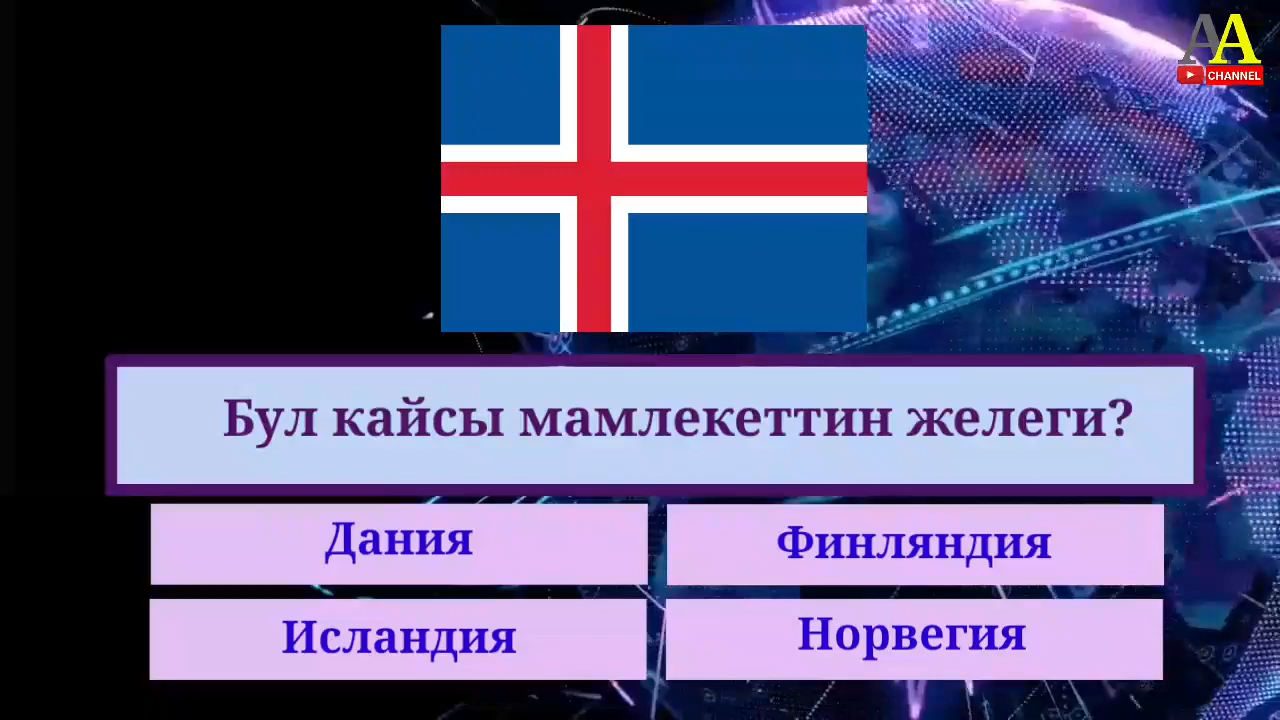 AA
CHANNEL
Бул кайсы мамлекеттин желеги?
Дания
Финляндия
Исландия
Норвегия